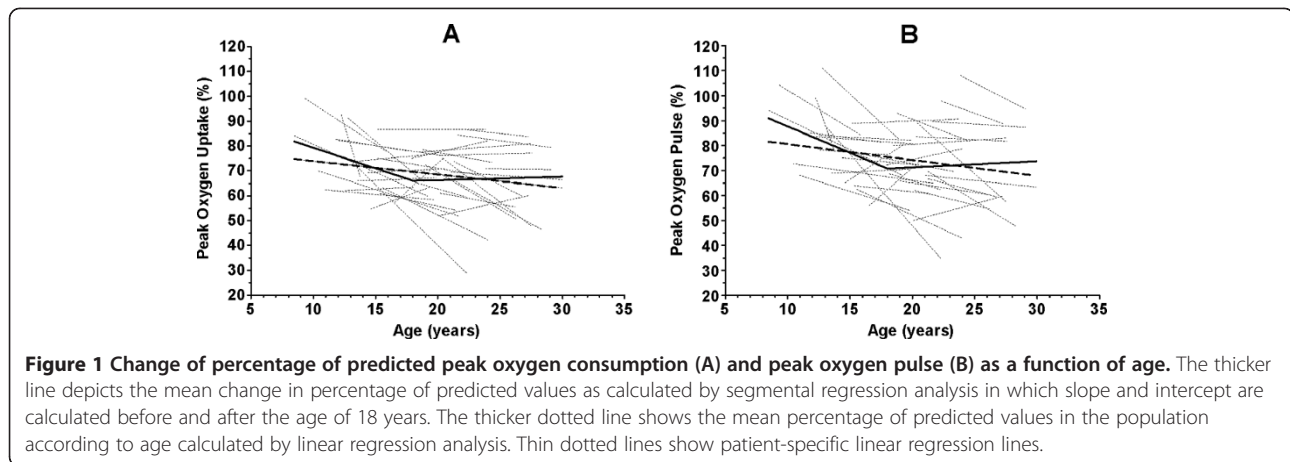 A
B
120
110
100
90
80
70
60
50
40
30
20
Peak Oxygen Uptake (%)
5 10 15 20 25 30 35
Age (years)
120
110
100
90
80
70
60
50
40
30
20
Peak Oxygen Pulse (%)
5 10 15 20 25 30 35
Age (years)
Figure 1 Change of percentage of predicted peak oxygen consumption (A) and peak oxygen pulse (B) as a function of age. The thicker
line depicts the mean change in percentage of predicted values as calculated by segmental regression analysis in which slope and intercept are
calculated before and after the age of 18 years. The thicker dotted line shows the mean percentage of predicted values in the population
according to age calculated by linear regression analysis. Thin dotted lines show patient-specific linear regression lines.